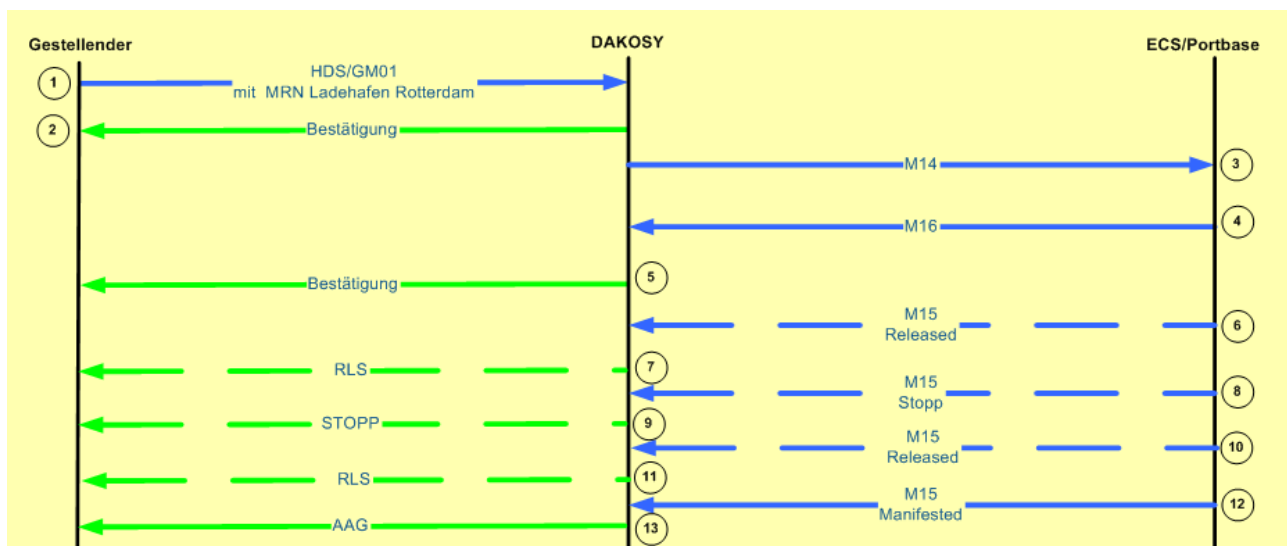 Gestellender
DAKOSY
ECS/Portbase
1
HDS/GM01
mit MRN Ladehafen Rotterdam
2
Bestätigung
M14
3
M16
4
Bestätigung
5
M15
Released
6
RLS
7
M15
Stopp
8
STOPP
9
M15
Released
10
RLS
11
M15
Manifested
12
AAG
13